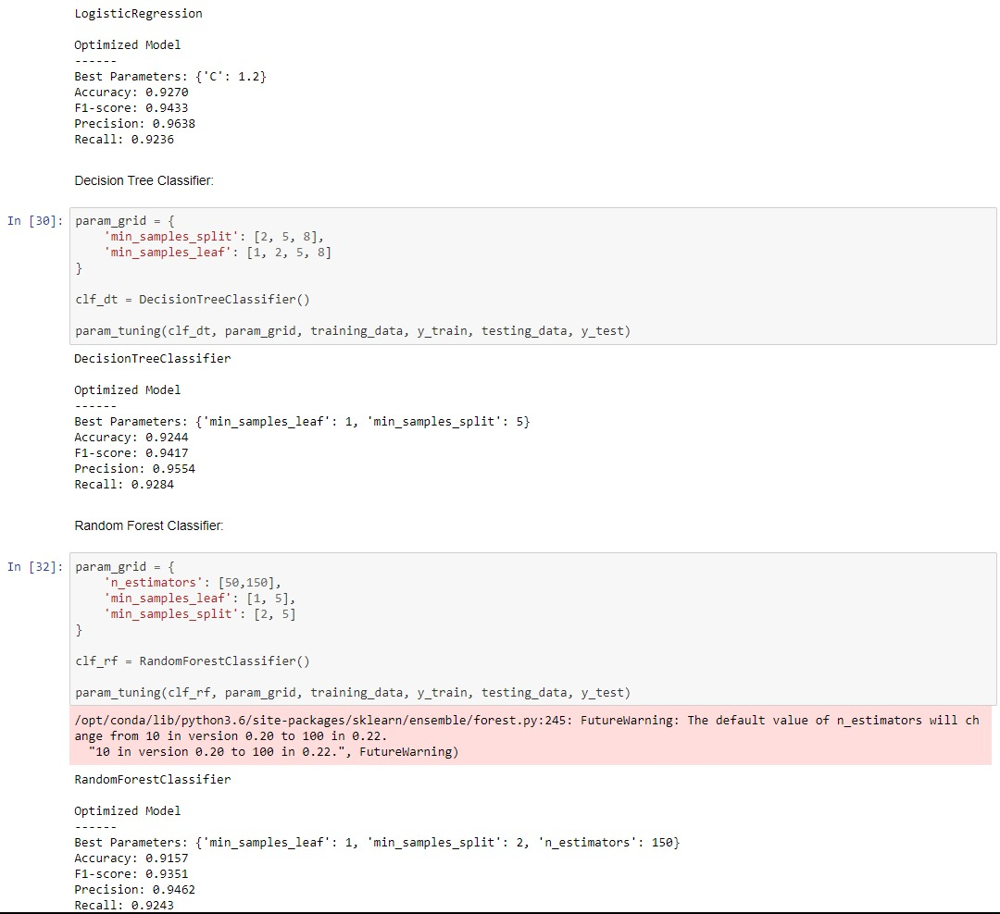 LogisticRegression
Optimized Model
------
Best Parameters: {'C': 1.2}
Accuracy: 0.9270
F1-score: 0.9433
Precision: 0.9638
Recall: 0.9236
Decision Tree Classifier:
In [30]: param_grid = {
'min_samples_split': [2, 5, 8],
'min_samples_leaf': [1, 2, 5, 8]
}
clf_dt = DecisionTreeClassifier()
param_tuning(clf_dt, param_grid, training_data, y_train, testing_data, y_test)
DecisionTreeClassifier
Optimized Model
------
Best Parameters: {'min_samples_leaf': 1, 'min_samples_split': 5}
Accuracy: 0.9244
F1-score: 0.9417
Precision: 0.9554
Recall: 0.9284
Random Forest Classifier:
In [32]: param_grid = {
'n_estimators': [50,150],
'min_samples_leaf': [1, 5],
'min_samples_split': [2, 5]
}
clf_rf = RandomForestClassifier()
param_tuning(clf_rf, param_grid, training_data, y_train, testing_data, y_test)
/opt/conda/lib/python3.6/site-packages/sklearn/ensemble/forest.py:245: FutureWarning: The default value of n_estimators will ch
ange from 10 in version 0.20 to 100 in 0.22.
"10 in version 0.20 to 100 in 0.22.", FutureWarning)
RandomForestClassifier
Optimized Model
------
Best Parameters: {'min_samples_leaf': 1, 'min_samples_split': 2, 'n_estimators': 150}
Accuracy: 0.9157
F1-score: 0.9351
Precision: 0.9462
Recall: 0.9243